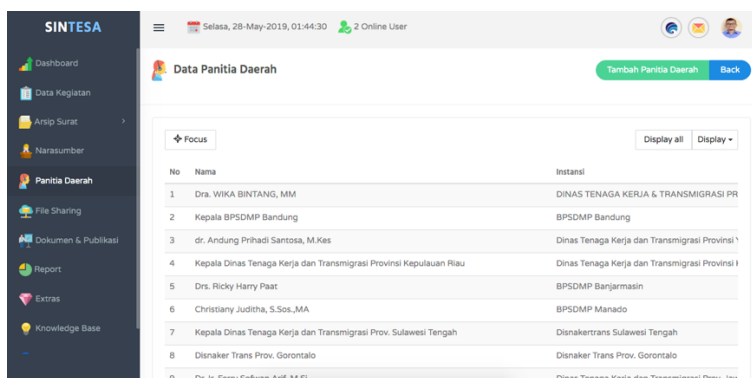 SINTESA
Selasa, 28-May-2019, 01:44:30 2 Online User
Dashboard
Data Kegiatan
Arsip Surat
Narasumber
Panitia Daerah
File Sharing
Dokumen & Publikasi
Report
Extras
Knowledge Base
Data Panitia Daerah
Tambah Panitia Daerah Back
Focus Display all Display
No Nama Instansi
1 Dra. WIKA BINTANG, MM DINAS TENAGA KERJA & TRANSMIGRASI PR
2 Kepala BPSDMP Bandung BPSDMP Bandung
3 dr. Andung Prihadi Santosa, M.Kes Dinas Tenaga Kerja dan Transmigrasi Provinsi
4 Kepala Dinas Tenaga Kerja dan Transmigrasi Provinsi Kepulauan Riau Dinas Tenaga Kerja dan Transmigrasi Provinsi
5 Drs. Ricky Harry Paat BPSDMP Banjarmasin
6 Christiany Juditha, S.Sos.,MA BPSDMP Manado
7 Kepala Dinas Tenaga Kerja dan Transmigrasi Prov. Sulawesi Tengah Disnakertrans Sulawesi Tengah
8 Disnaker Trans Prov. Gorontalo Disnaker Trans Prov. Gorontalo